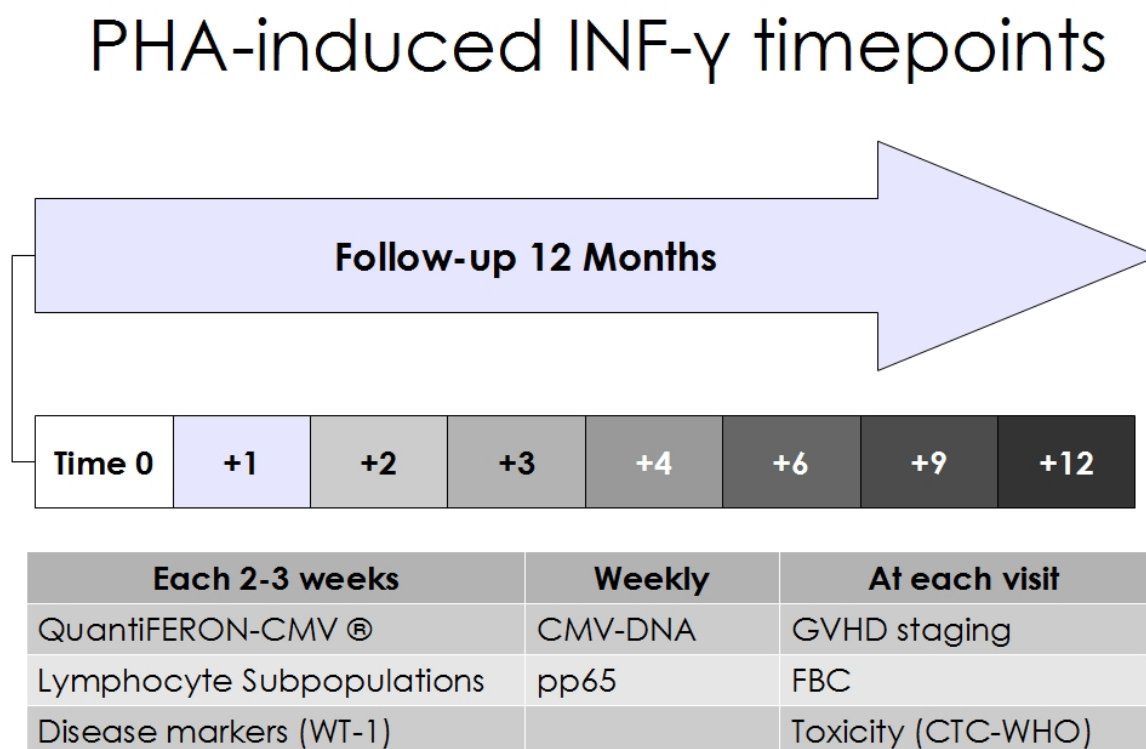 PHA-induced INF-γ timepoints
Follow-up 12 Months
Time 0 +1 +2 +3 +4 +6 +9 +12
Each 2-3 weeks Weekly At each visit
QuantiFERON-CMV ® CMV-DNA GVHD staging
Lymphocyte Subpopulations pp65 FBC
Disease markers (WT-1) Toxicity (CTC-WHO)